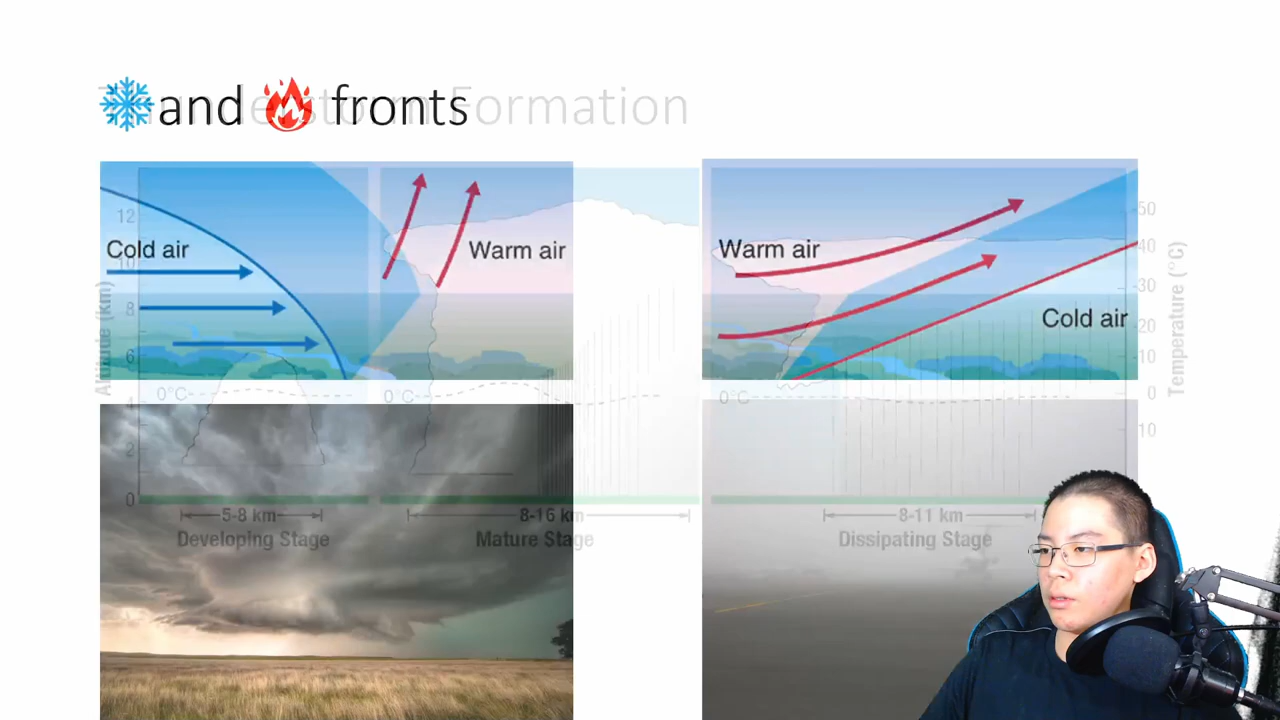 ❄and 🔥 fronts
Thunderstorm Formation
Cold air
Warm air
Warm air
Cold air
12
10
8
6
4
2
0
Altitude (km)
0°C
0°C
0°C
50
40
30
20
10
0
10
Temperature (°C)
5-8 km
8-16 km
8-11 km
Developing Stage
Mature Stage
Dissipating Stage